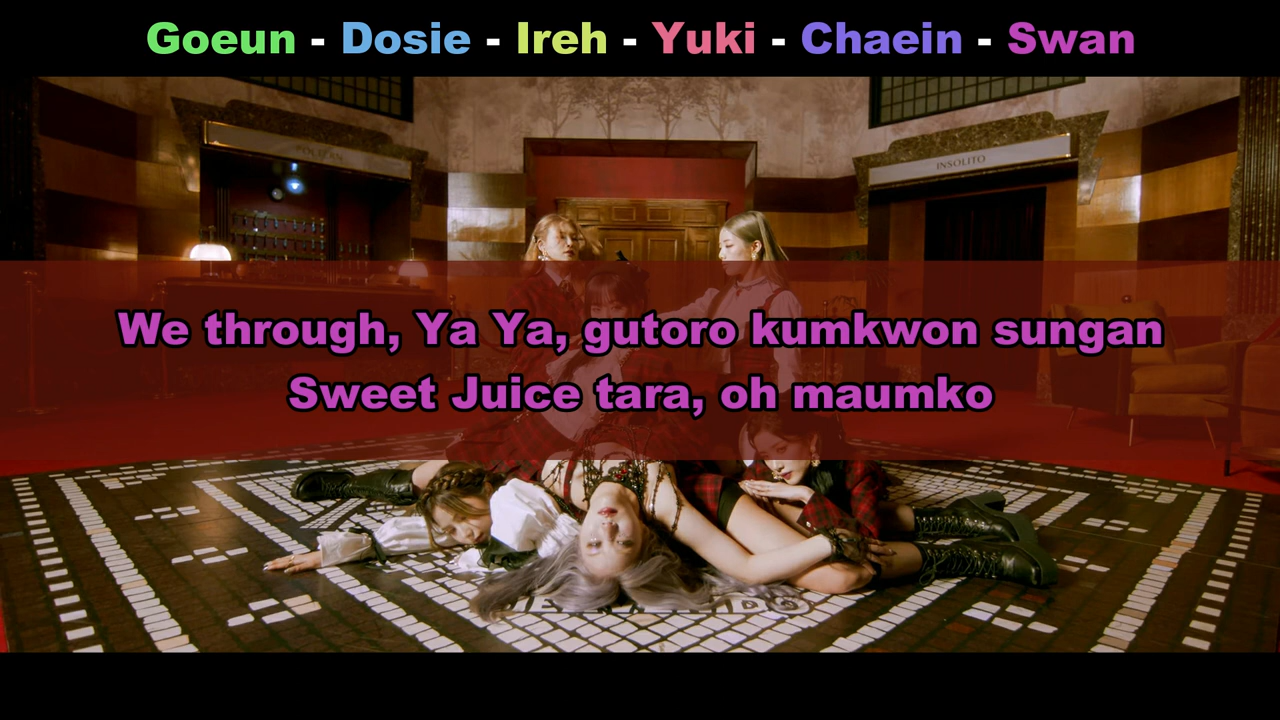 Goeun - Dosie - Ireh - Yuki - Chaein - Swan
INSOLITO
We through, Ya Ya, gutoro kumkwon sungan
Sweet Juice tara, oh maumko